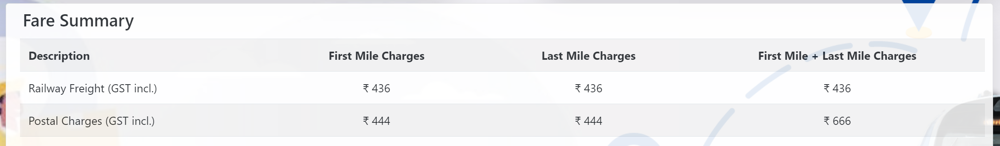 Fare Summary
Description First Mile Charges Last Mile Charges First Mile + Last Mile Charges
Railway Freight (GST incl.) ₹ 436 ₹ 436 ₹ 436
Postal Charges (GST incl.) ₹ 444 ₹ 444 ₹ 666